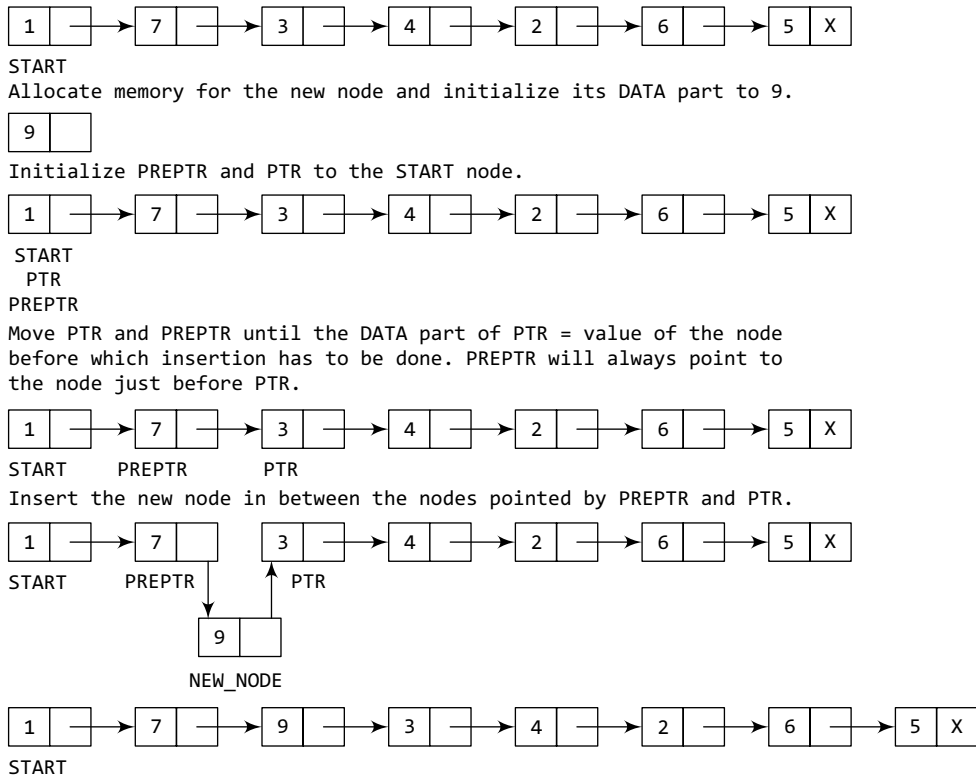 1 7 3 4 2 6 5 X
START
Allocate memory for the new node and initialize its DATA part to 9.
9
Initialize PREPTR and PTR to the START node.
1 7 3 4 2 6 5 X
START
PTR
PREPTR
Move PTR and PREPTR until the DATA part of PTR = value of the node
before which insertion has to be done. PREPTR will always point to
the node just before PTR.
1 7 3 4 2 6 5 X
START PREPTR PTR
Insert the new node in between the nodes pointed by PREPTR and PTR.
1 7 3 4 2 6 5 X
START PREPTR PTR
9
NEW_NODE
1 7 9 3 4 2 6 5 X
START